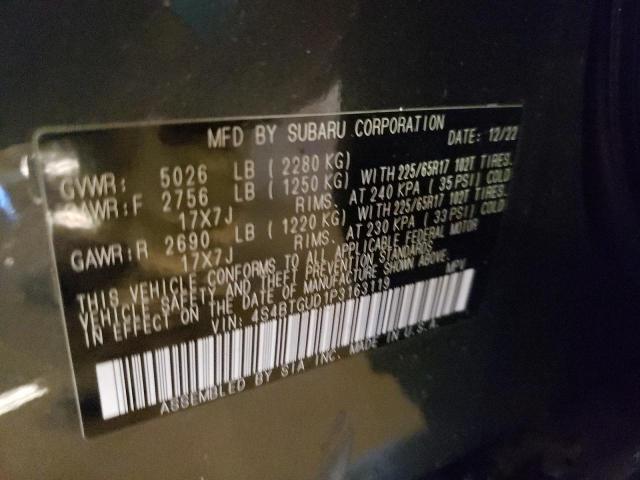 MFD BY SUBARU CORPORATION DATE: 12/22
GVWR: 5026 LB ( 2280 KG)
GAWR:F 2756 LB ( 1250 KG) WITH 225/65R17 102T TIRES.
17X7J RIMS. AT 240 KPA ( 35 PSI) COLD
GAWR:R 2690 LB ( 1220 KG) WITH 225/65R17 102T TIRES.
17X7J RIMS. AT 230 KPA ( 33 PSI) COLD
THIS VEHICLE CONFORMS TO ALL APPLICABLE FEDERAL MOTOR
VEHICLE SAFETY AND THEFT PREVENTION STANDARDS
IN EFFECT ON THE DATE OF MANUFACTURE SHOWN ABOVE.
VIN: 4S4BTGUD1P3163119 MPV
ASSEMBLED BY SIA INC. MADE IN U.S.A.